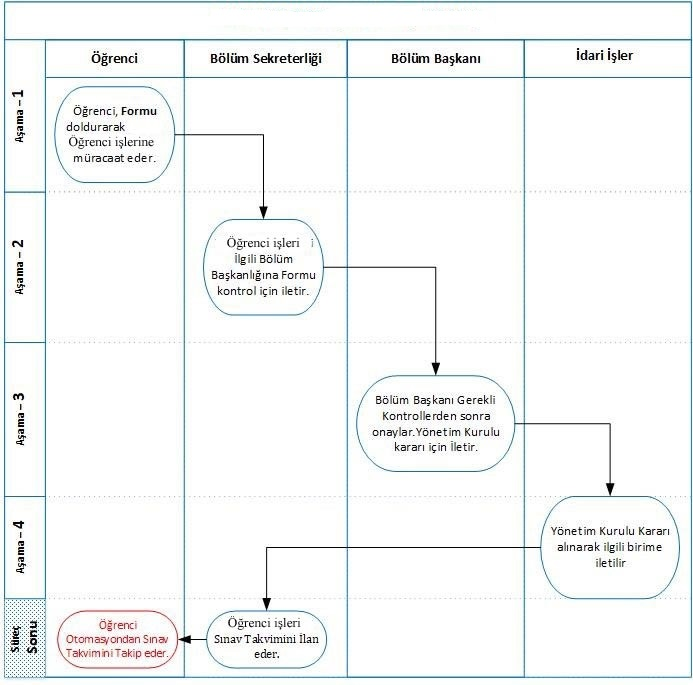 Öğrenci
Bölüm Sekreterliği
Bölüm Başkanı
İdari İşler
Aşama – 1
Öğrenci, Formu
doldurarak
Öğrenci işlerine
müracaat eder.
Aşama – 2
Öğrenci işleri i
İlgili Bölüm
Başkanlığına Formu
kontrol için iletir.
Aşama – 3
Bölüm Başkanı Gerekli
Kontrollerden sonra
onaylar.Yönetim Kurulu
kararı için İletir.
Aşama – 4
Yönetim Kurulu Kararı
alınarak ilgili birime
iletilir
Süreç
Sonu
Öğrenci
Otomasyondan Sınav
Takvimini Takip eder.
Öğrenci işleri
Sınav Takvimini İlan
eder.